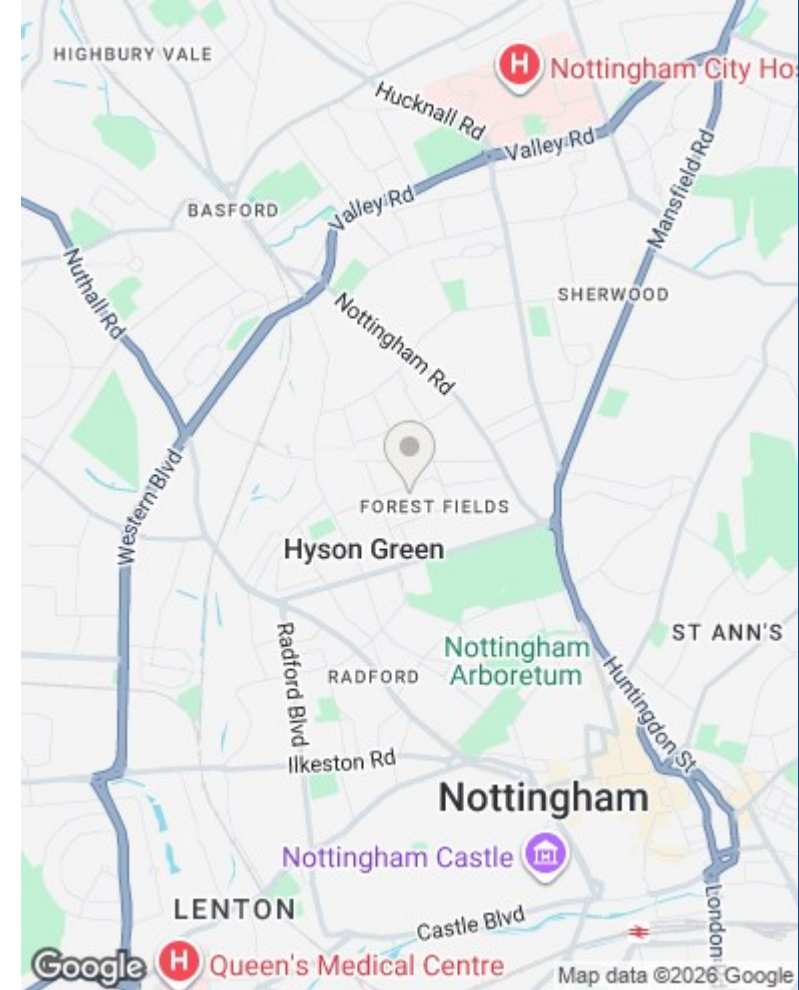 HIGHBURY VALE
Nottingham City Hos
Hucknall Rd
Valley Rd
Mansfield Rd
BASFORD
Valley Rd
Nuthall Rd
SHERWOOD
Nottingham Rd
Western Blvd
FOREST FIELDS
Hyson Green
ST ANN'S
Nottingham
Arboretum
Radford Blvd
RADFORD
Huntingdon St
Ilkeston Rd
Nottingham
Nottingham Castle
LENTON
Castle Blvd
London
Google
Queen's Medical Centre
Map data ©2026 Google